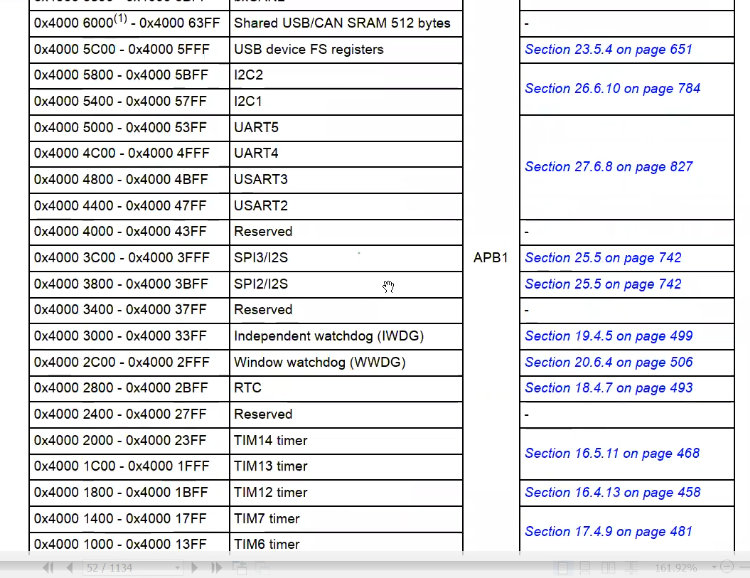 0x4000 6000(1) - 0x4000 63FF Shared USB/CAN SRAM 512 bytes -
0x4000 5C00 - 0x4000 5FFF USB device FS registers Section 23.5.4 on page 651
0x4000 5800 - 0x4000 5BFF I2C2
Section 26.6.10 on page 784
0x4000 5400 - 0x4000 57FF I2C1
0x4000 5000 - 0x4000 53FF UART5
0x4000 4C00 - 0x4000 4FFF UART4
Section 27.6.8 on page 827
0x4000 4800 - 0x4000 4BFF USART3
0x4000 4400 - 0x4000 47FF USART2
0x4000 4000 - 0x4000 43FF Reserved -
0x4000 3C00 - 0x4000 3FFF SPI3/I2S APB1 Section 25.5 on page 742
0x4000 3800 - 0x4000 3BFF SPI2/I2S Section 25.5 on page 742
0x4000 3400 - 0x4000 37FF Reserved -
0x4000 3000 - 0x4000 33FF Independent watchdog (IWDG) Section 19.4.5 on page 499
0x4000 2C00 - 0x4000 2FFF Window watchdog (WWDG) Section 20.6.4 on page 506
0x4000 2800 - 0x4000 2BFF RTC Section 18.4.7 on page 493
0x4000 2400 - 0x4000 27FF Reserved -
0x4000 2000 - 0x4000 23FF TIM14 timer
Section 16.5.11 on page 468
0x4000 1C00 - 0x4000 1FFF TIM13 timer
0x4000 1800 - 0x4000 1BFF TIM12 timer Section 16.4.13 on page 458
0x4000 1400 - 0x4000 17FF TIM7 timer
Section 17.4.9 on page 481
0x4000 1000 - 0x4000 13FF TIM6 timer
52 / 1134 161.92%